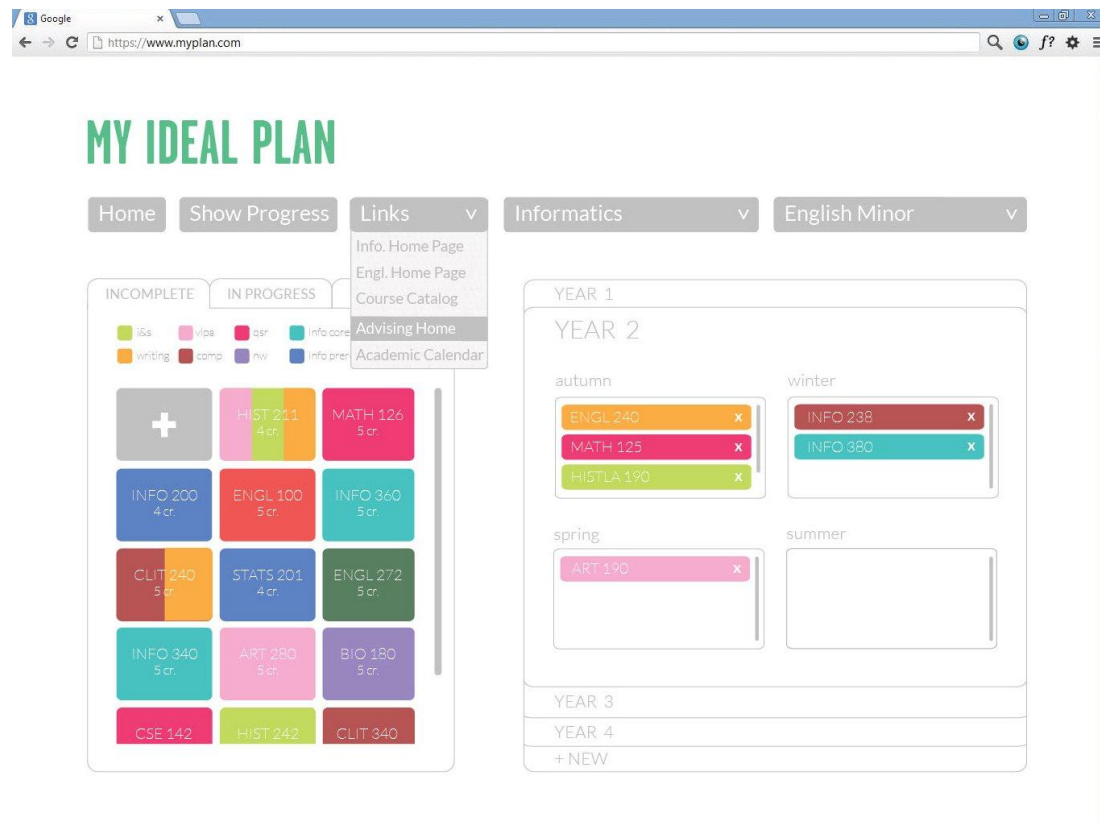 Google
https://www.myplan.com
f?
MY IDEAL PLAN
Home
Show Progress
Links
Informatics
English Minor
Info. Home Page
Engl. Home Page
Course Catalog
Advising Home
Academic Calendar
INCOMPLETE
IN PROGRESS
i&s
vlpa
qsr
Info core
writing
comp
nw
info prer
+
HIST 211
4 cr.
MATH 126
5 cr.
INFO 200
4 cr.
ENGL 100
5 cr.
INFO 360
5 cr.
CLIT 240
5 cr.
STATS 201
4 cr.
ENGL 272
5 cr.
INFO 340
5 cr.
ART 280
5 cr.
BIO 180
5 cr.
CSE 142
HIST 242
CLIT 340
YEAR 1
YEAR 2
autumn
ENGL 240 x
MATH 125 x
HISTLA 190 x
winter
INFO 238 x
INFO 380 x
spring
ART 190 x
summer
YEAR 3
YEAR 4
+ NEW